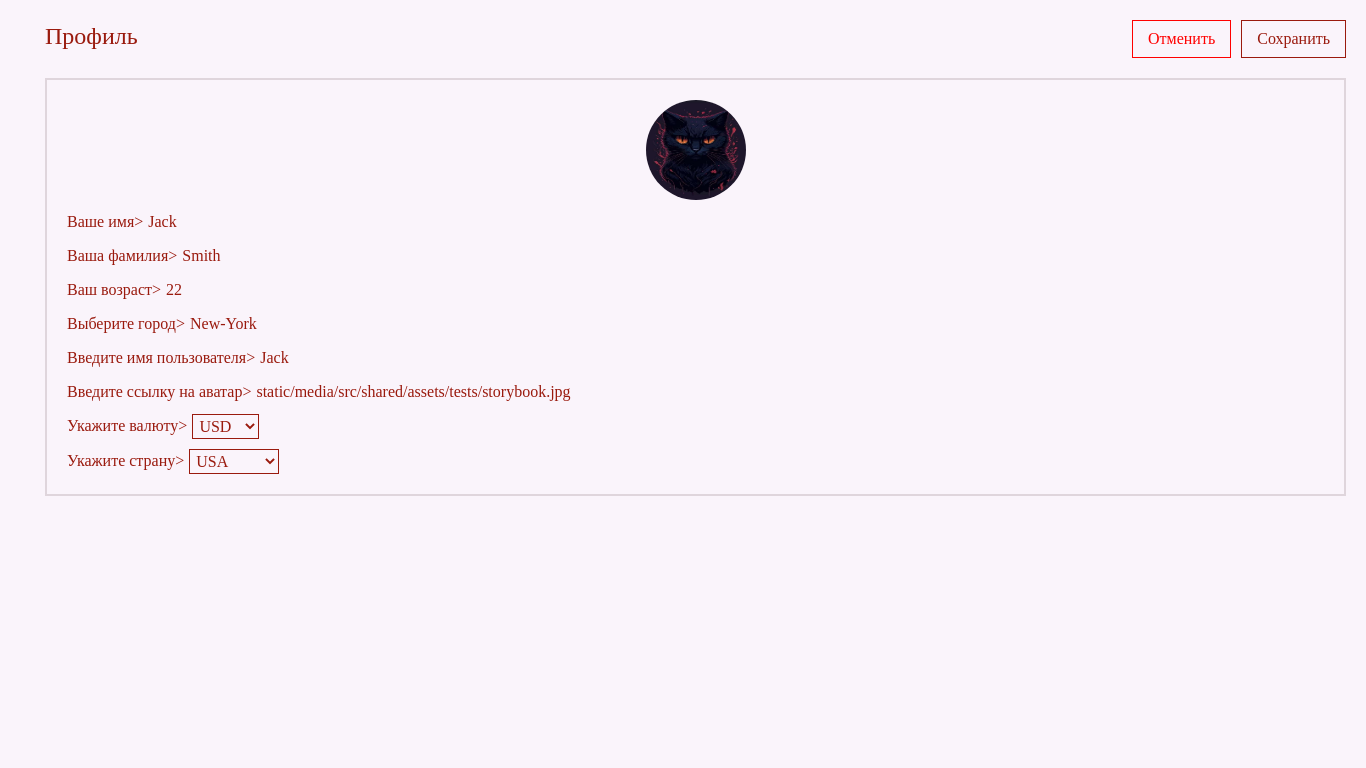 Профиль
Отменить
Сохранить
Ваше имя> Jack
Ваша фамилия> Smith
Ваш возраст> 22
Выберите город> New-York
Введите имя пользователя> Jack
Введите ссылку на аватар> static/media/src/shared/assets/tests/storybook.jpg
Укажите валюту> USD
Укажите страну> USA